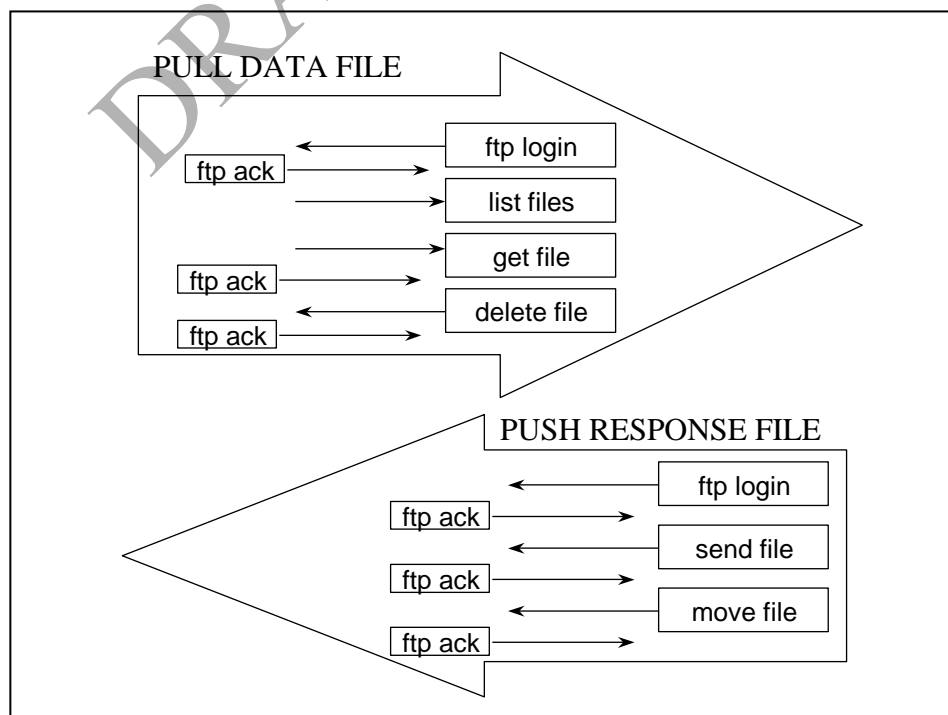 PULL DATA FILE
ftp login
ftp ack
list files
get file
ftp ack
delete file
ftp ack
PUSH RESPONSE FILE
ftp login
ftp ack
send file
ftp ack
move file
ftp ack